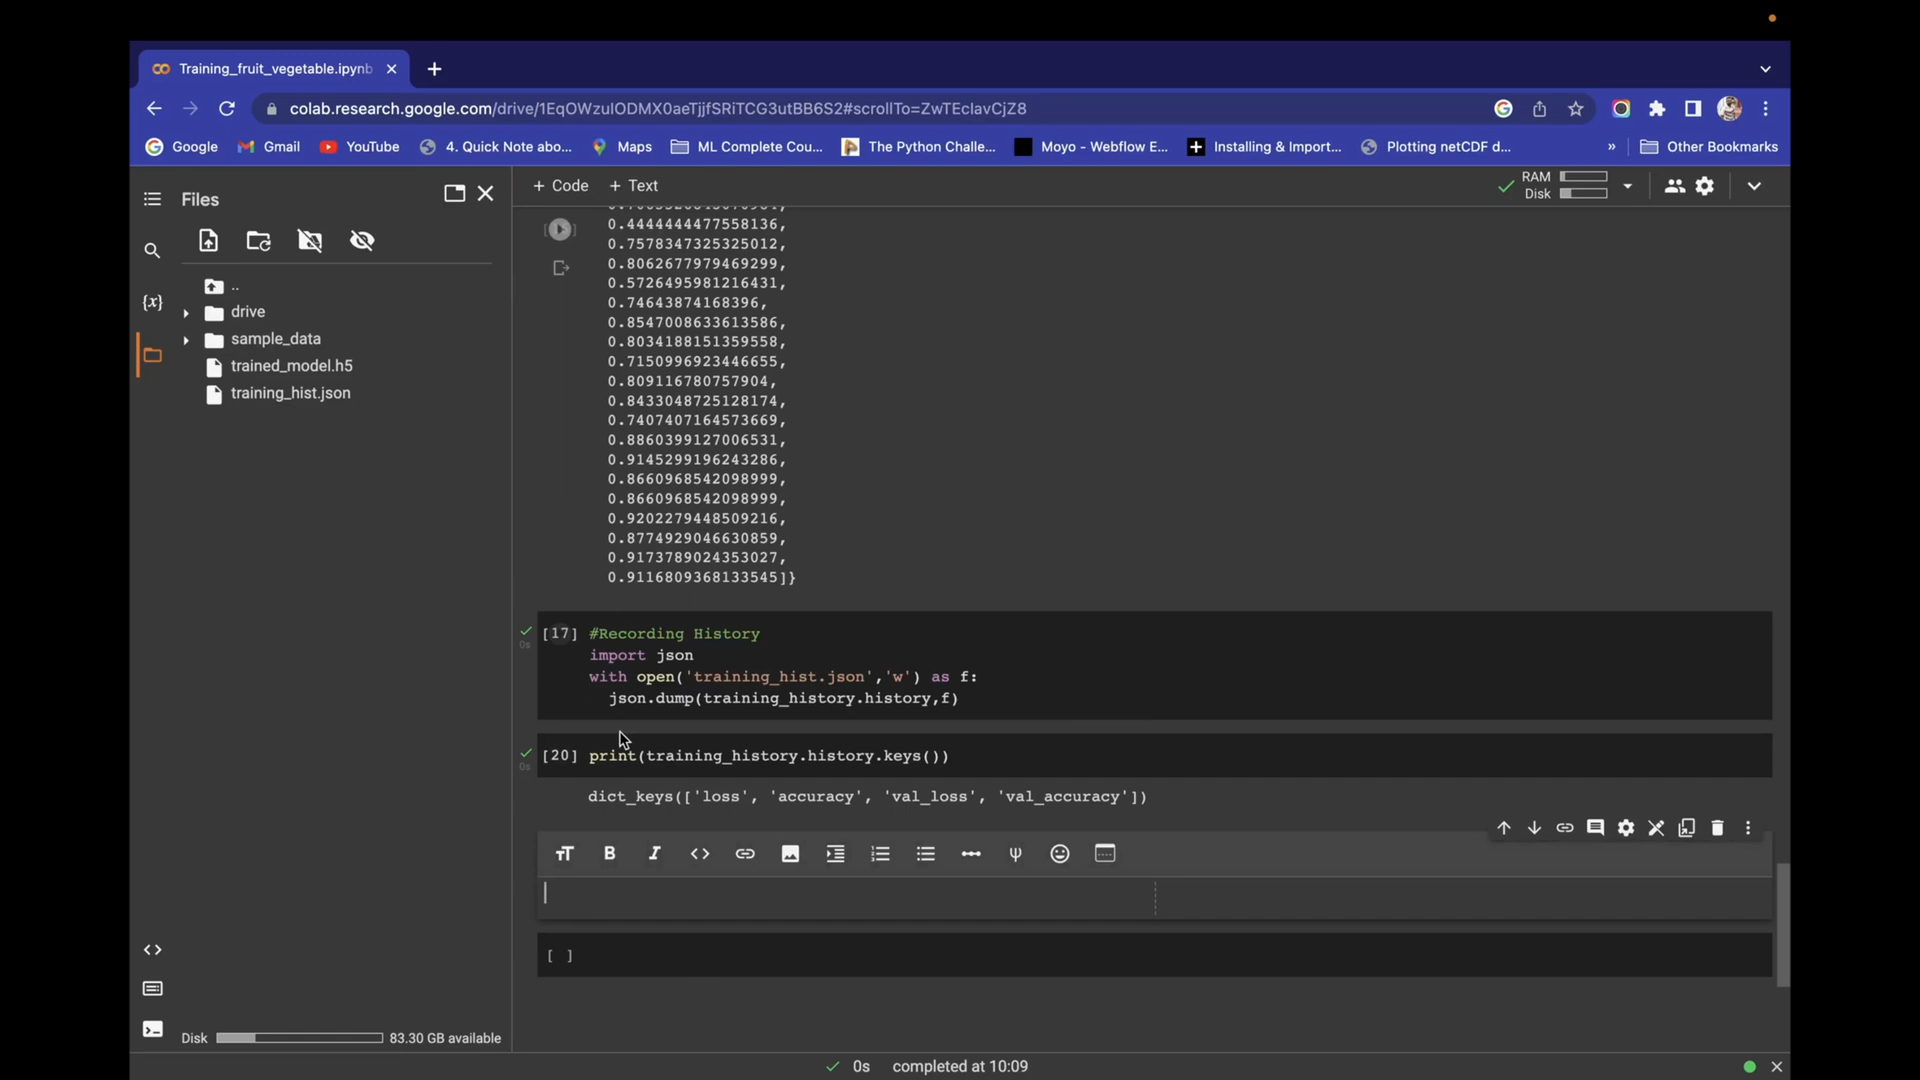 Training_fruit_vegetable.ipynb
colab.research.google.com/drive/1EqOWzuIODMX0aeTjjfSRiTCG3utBB6S2#scrollTo=ZwTEcIavCjZ8
Google Gmail YouTube 4. Quick Note abo... Maps ML Complete Cou... The Python Challe... Moyo - Webflow E... Installing & Import... Plotting netCDF d... » Other Bookmarks
Files
+ Code + Text
RAM
Disk
..
drive
sample_data
trained_model.h5
training_hist.json
{x}
0.4444444477558136,
0.7578347325325012,
0.8062677979469299,
0.5726495981216431,
0.74643874168396,
0.8547008633613586,
0.8034188151359558,
0.7150996923446655,
0.809116780757904,
0.8433048725128174,
0.7407407164573669,
0.8860399127006531,
0.9145299196243286,
0.8660968542098999,
0.8660968542098999,
0.9202279448509216,
0.8774929046630859,
0.9173789024353027,
0.9116809368133545]}
[17] #Recording History
0s
import json
with open('training_hist.json','w') as f:
json.dump(training_history.history,f)
[20] print(training_history.history.keys())
0s
dict_keys(['loss', 'accuracy', 'val_loss', 'val_accuracy'])
[ ]
Disk 83.30 GB available
0s completed at 10:09